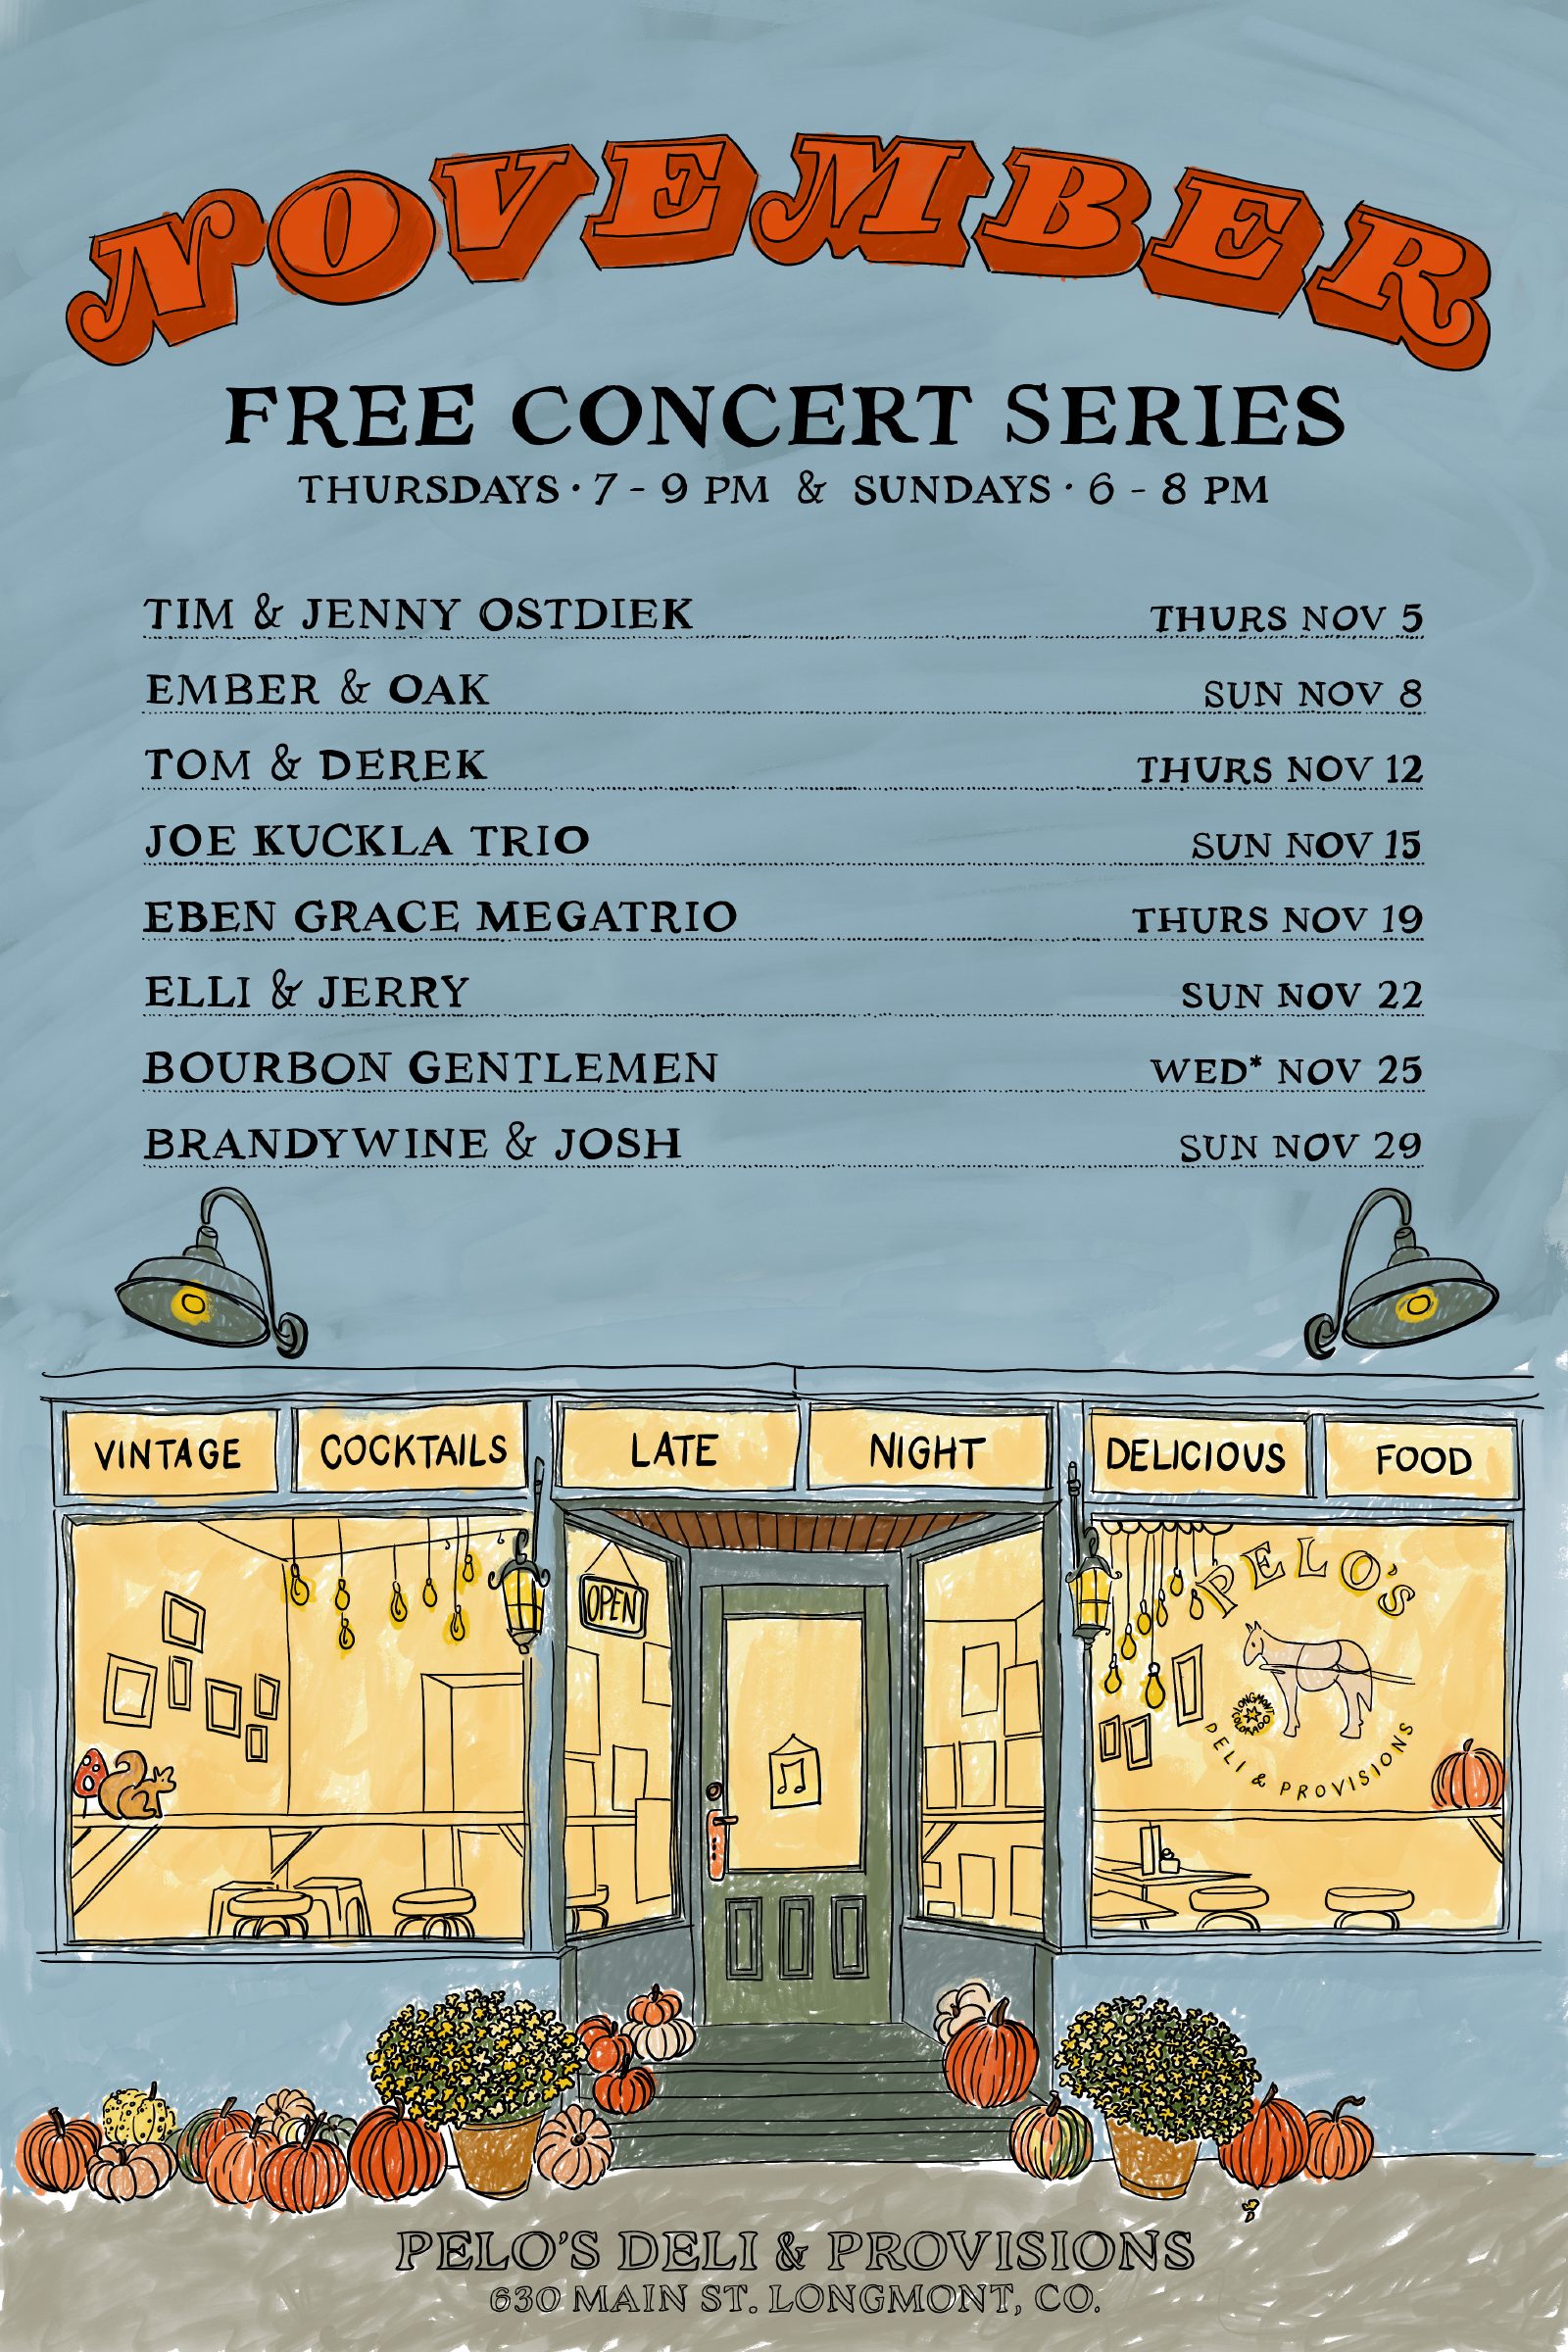 NOVEMBER
FREE CONCERT SERIES
THURSDAYS · 7 - 9 PM & SUNDAYS · 6 - 8 PM
TIM & JENNY OSTDIEK THURS NOV 5
EMBER & OAK SUN NOV 8
TOM & DEREK THURS NOV 12
JOE KUCKLA TRIO SUN NOV 15
EBEN GRACE MEGATRIO THURS NOV 19
ELLI & JERRY SUN NOV 22
BOURBON GENTLEMEN WED* NOV 25
BRANDYWINE & JOSH SUN NOV 29
VINTAGE COCKTAILS LATE NIGHT DELICIOUS FOOD
OPEN
PELO'S
LONGMONT
COLORADO
DELI & PROVISIONS
PELO'S DELI & PROVISIONS
630 MAIN ST. LONGMONT, CO.